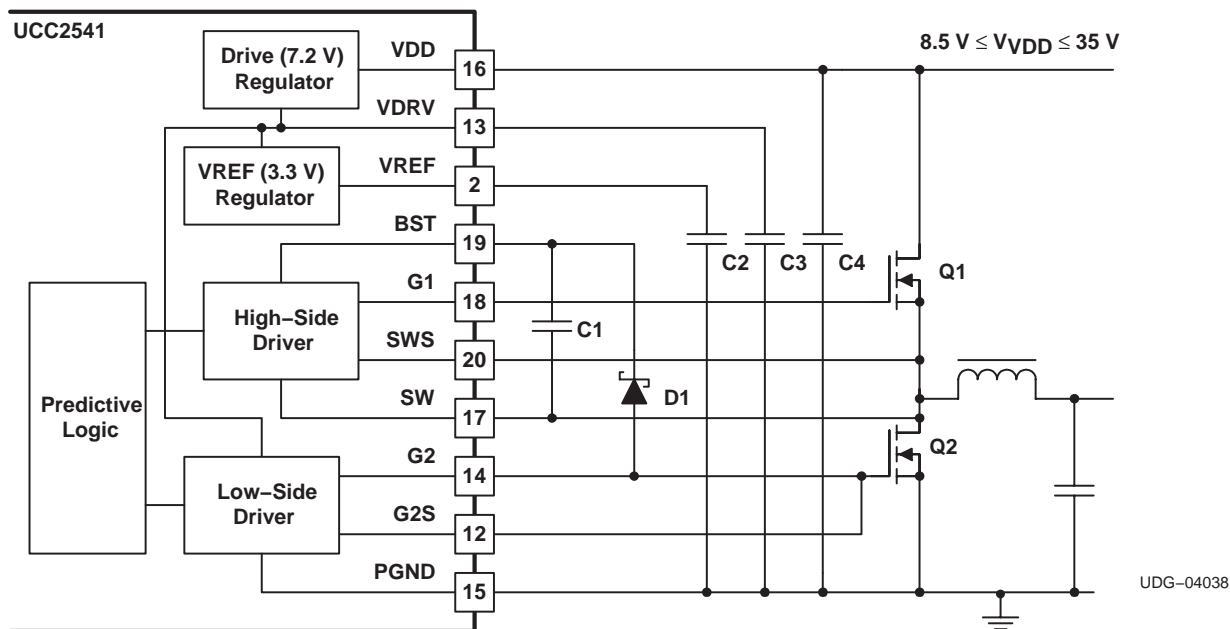 UCC2541
Drive (7.2 V)
Regulator
VDD
16
8.5 V ≤ VVDD ≤ 35 V
VDRV
13
VREF (3.3 V)
Regulator
VREF
2
BST
19
C2
C3
C4
Q1
G1
18
High−Side
Driver
C1
SWS
20
Predictive
Logic
SW
17
D1
Q2
G2
14
Low−Side
Driver
G2S
12
PGND
15
UDG−04038